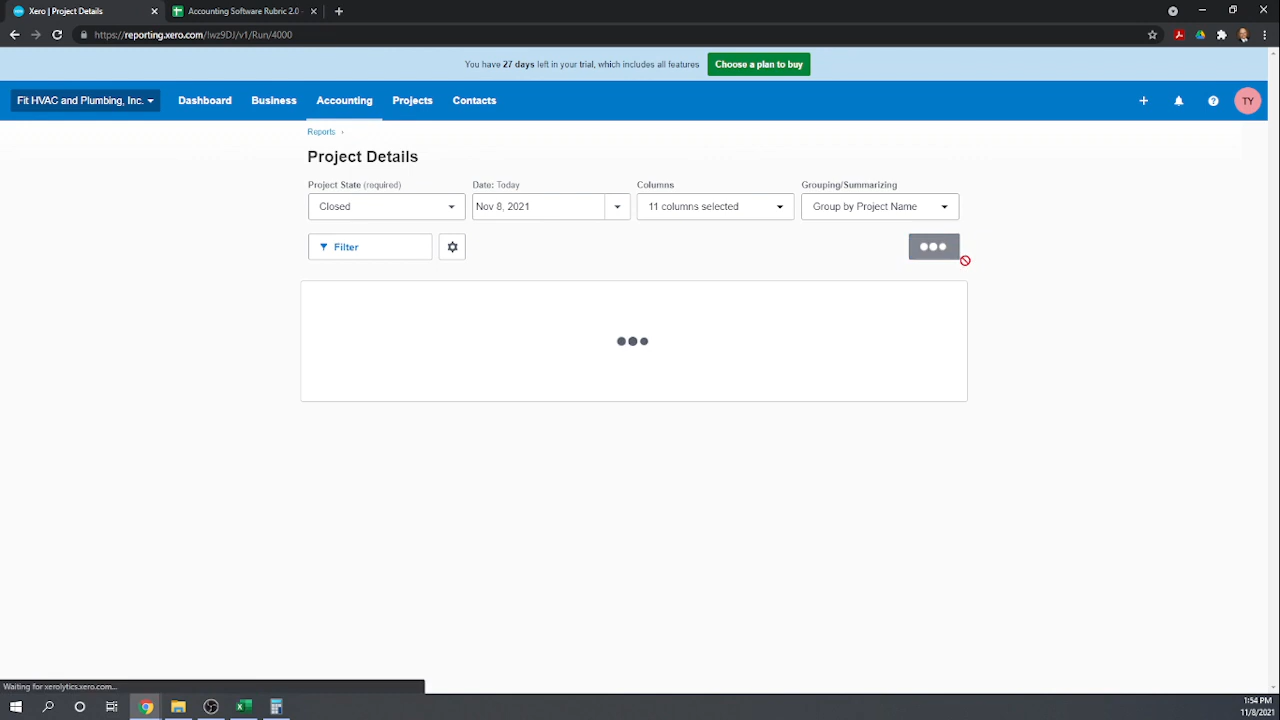 Xero | Project Details
Accounting Software Rubric 2.0 -
https://reporting.xero.com/lwz9DJ/v1/Run/4000
You have 27 days left in your trial, which includes all features
Choose a plan to buy
Fit HVAC and Plumbing, Inc.
Dashboard
Business
Accounting
Projects
Contacts
TY
Reports
Project Details
Project State (required)
Date: Today
Columns
Grouping/Summarizing
Closed
Nov 8, 2021
11 columns selected
Group by Project Name
Filter
Waiting for xerolytics.xero.com...
1:54 PM
11/8/2021